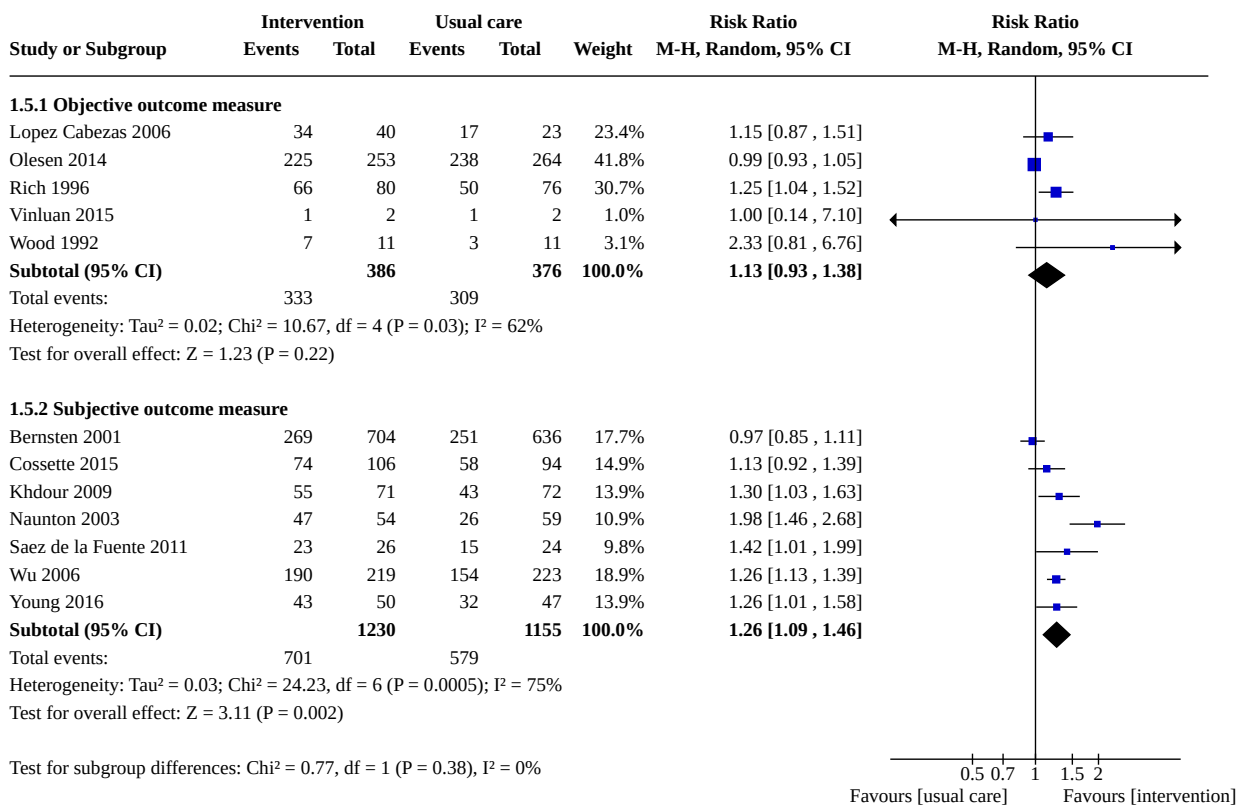 Intervention Usual care Risk Ratio Risk Ratio
Study or Subgroup Events Total Events Total Weight M-H, Random, 95% CI M-H, Random, 95% CI
1.5.1 Objective outcome measure
Lopez Cabezas 2006 34 40 17 23 23.4% 1.15 [0.87 , 1.51]
Olesen 2014 225 253 238 264 41.8% 0.99 [0.93 , 1.05]
Rich 1996 66 80 50 76 30.7% 1.25 [1.04 , 1.52]
Vinluan 2015 1 2 1 2 1.0% 1.00 [0.14 , 7.10]
Wood 1992 7 11 3 11 3.1% 2.33 [0.81 , 6.76]
Subtotal (95% CI) 386 376 100.0% 1.13 [0.93 , 1.38]
Total events: 333 309
Heterogeneity: Tau² = 0.02; Chi² = 10.67, df = 4 (P = 0.03); I² = 62%
Test for overall effect: Z = 1.23 (P = 0.22)
1.5.2 Subjective outcome measure
Bernsten 2001 269 704 251 636 17.7% 0.97 [0.85 , 1.11]
Cossette 2015 74 106 58 94 14.9% 1.13 [0.92 , 1.39]
Khdour 2009 55 71 43 72 13.9% 1.30 [1.03 , 1.63]
Naunton 2003 47 54 26 59 10.9% 1.98 [1.46 , 2.68]
Saez de la Fuente 2011 23 26 15 24 9.8% 1.42 [1.01 , 1.99]
Wu 2006 190 219 154 223 18.9% 1.26 [1.13 , 1.39]
Young 2016 43 50 32 47 13.9% 1.26 [1.01 , 1.58]
Subtotal (95% CI) 1230 1155 100.0% 1.26 [1.09 , 1.46]
Total events: 701 579
Heterogeneity: Tau² = 0.03; Chi² = 24.23, df = 6 (P = 0.0005); I² = 75%
Test for overall effect: Z = 3.11 (P = 0.002)
Test for subgroup differences: Chi² = 0.77, df = 1 (P = 0.38), I² = 0%
0.5 0.7 1 1.5 2
Favours [usual care] Favours [intervention]